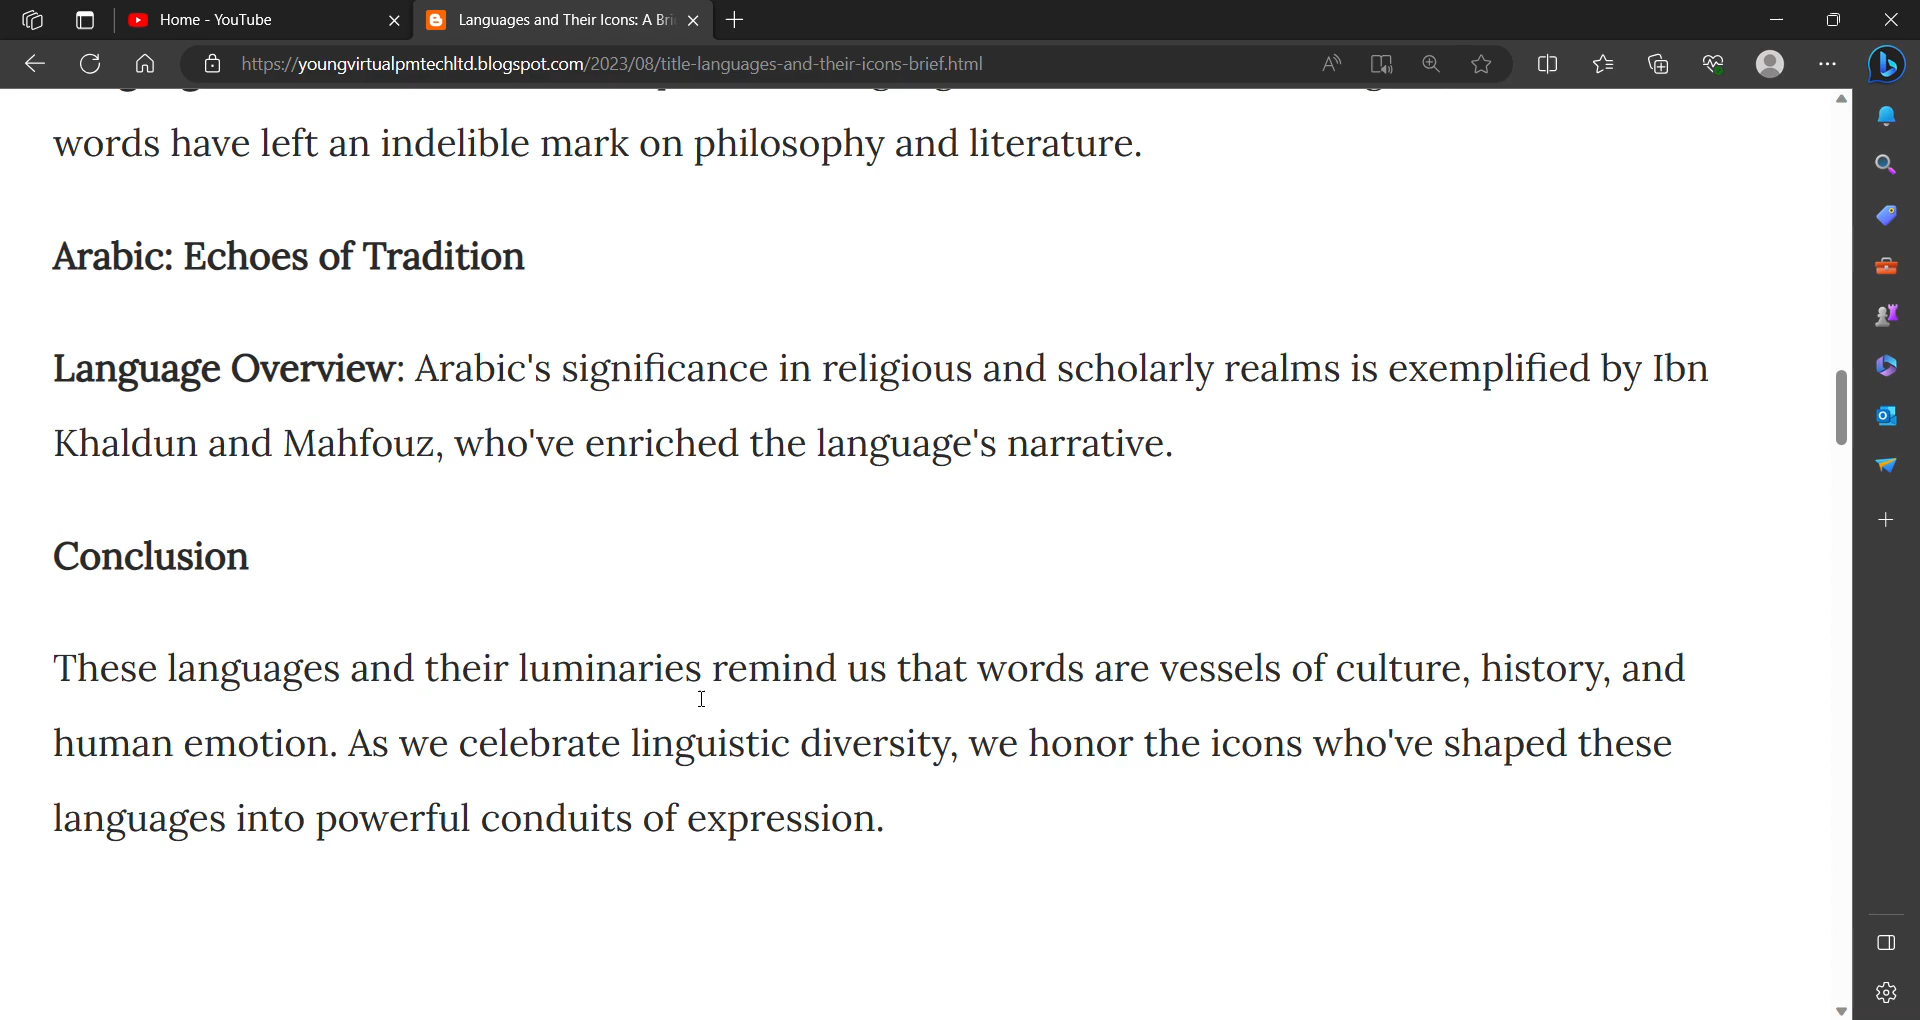 Home - YouTube
Languages and Their Icons: A Bri
https://youngvirtualpmtechltd.blogspot.com/2023/08/title-languages-and-their-icons-brief.html
words have left an indelible mark on philosophy and literature.
Arabic: Echoes of Tradition
Language Overview: Arabic's significance in religious and scholarly realms is exemplified by Ibn
Khaldun and Mahfouz, who've enriched the language's narrative.
Conclusion
These languages and their luminaries remind us that words are vessels of culture, history, and
human emotion. As we celebrate linguistic diversity, we honor the icons who've shaped these
languages into powerful conduits of expression.